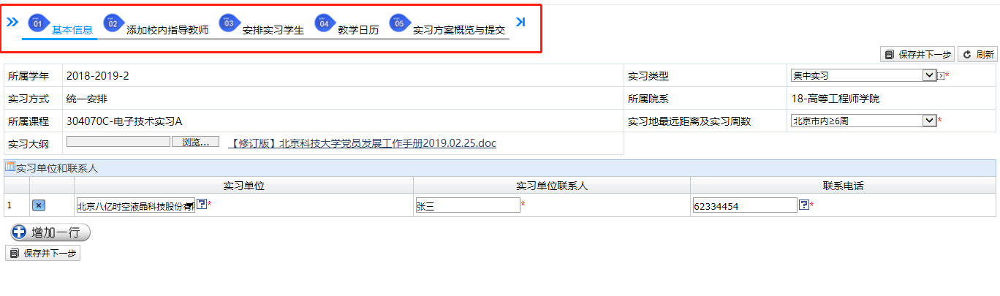 01 基本信息 02 添加校内指导教师 03 安排实习学生 04 教学日历 05 实习方案概览与提交
保存并下一步 刷新
所属学年 2018-2019-2 实习类型 集中实习 *
实习方式 统一安排 所属院系 18-高等工程师学院
所属课程 304070C-电子技术实习A 实习地最远距离及实习周数 北京市内≥6周 *
实习大纲 浏览... 【修订版】北京科技大学党员发展工作手册2019.02.25.doc
实习单位和联系人
实习单位 实习单位联系人 联系电话
1 北京八亿时空液晶科技股份有 ? * 张三 * 62334454 ? *
增加一行
保存并下一步